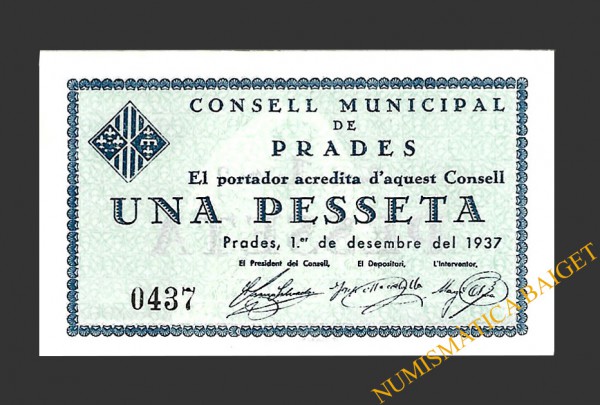 CONSELL MUNICIPAL
DE
PRADES
El portador acredita d'aquest Consell
UNA PESSETA
Prades, 1.er de desembre del 1937
El President del Consell, El Depositari, L'Interventor,
0437
NUMISMÀTICA BAIGET